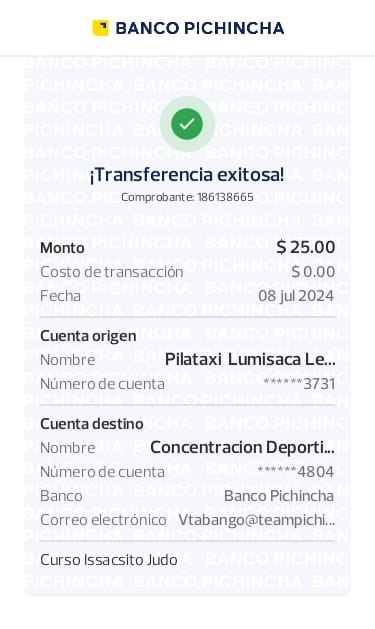 BANCO PICHINCHA
¡Transferencia exitosa!
Comprobante: 186138665
Monto $ 25.00
Costo de transacción $ 0.00
Fecha 08 jul 2024
Cuenta origen
Nombre Pilataxi Lumisaca Le...
Número de cuenta ******3731
Cuenta destino
Nombre Concentracion Deporti...
Número de cuenta ******4804
Banco Banco Pichincha
Correo electrónico Vtabango@teampichi...
Curso Issacsito Judo